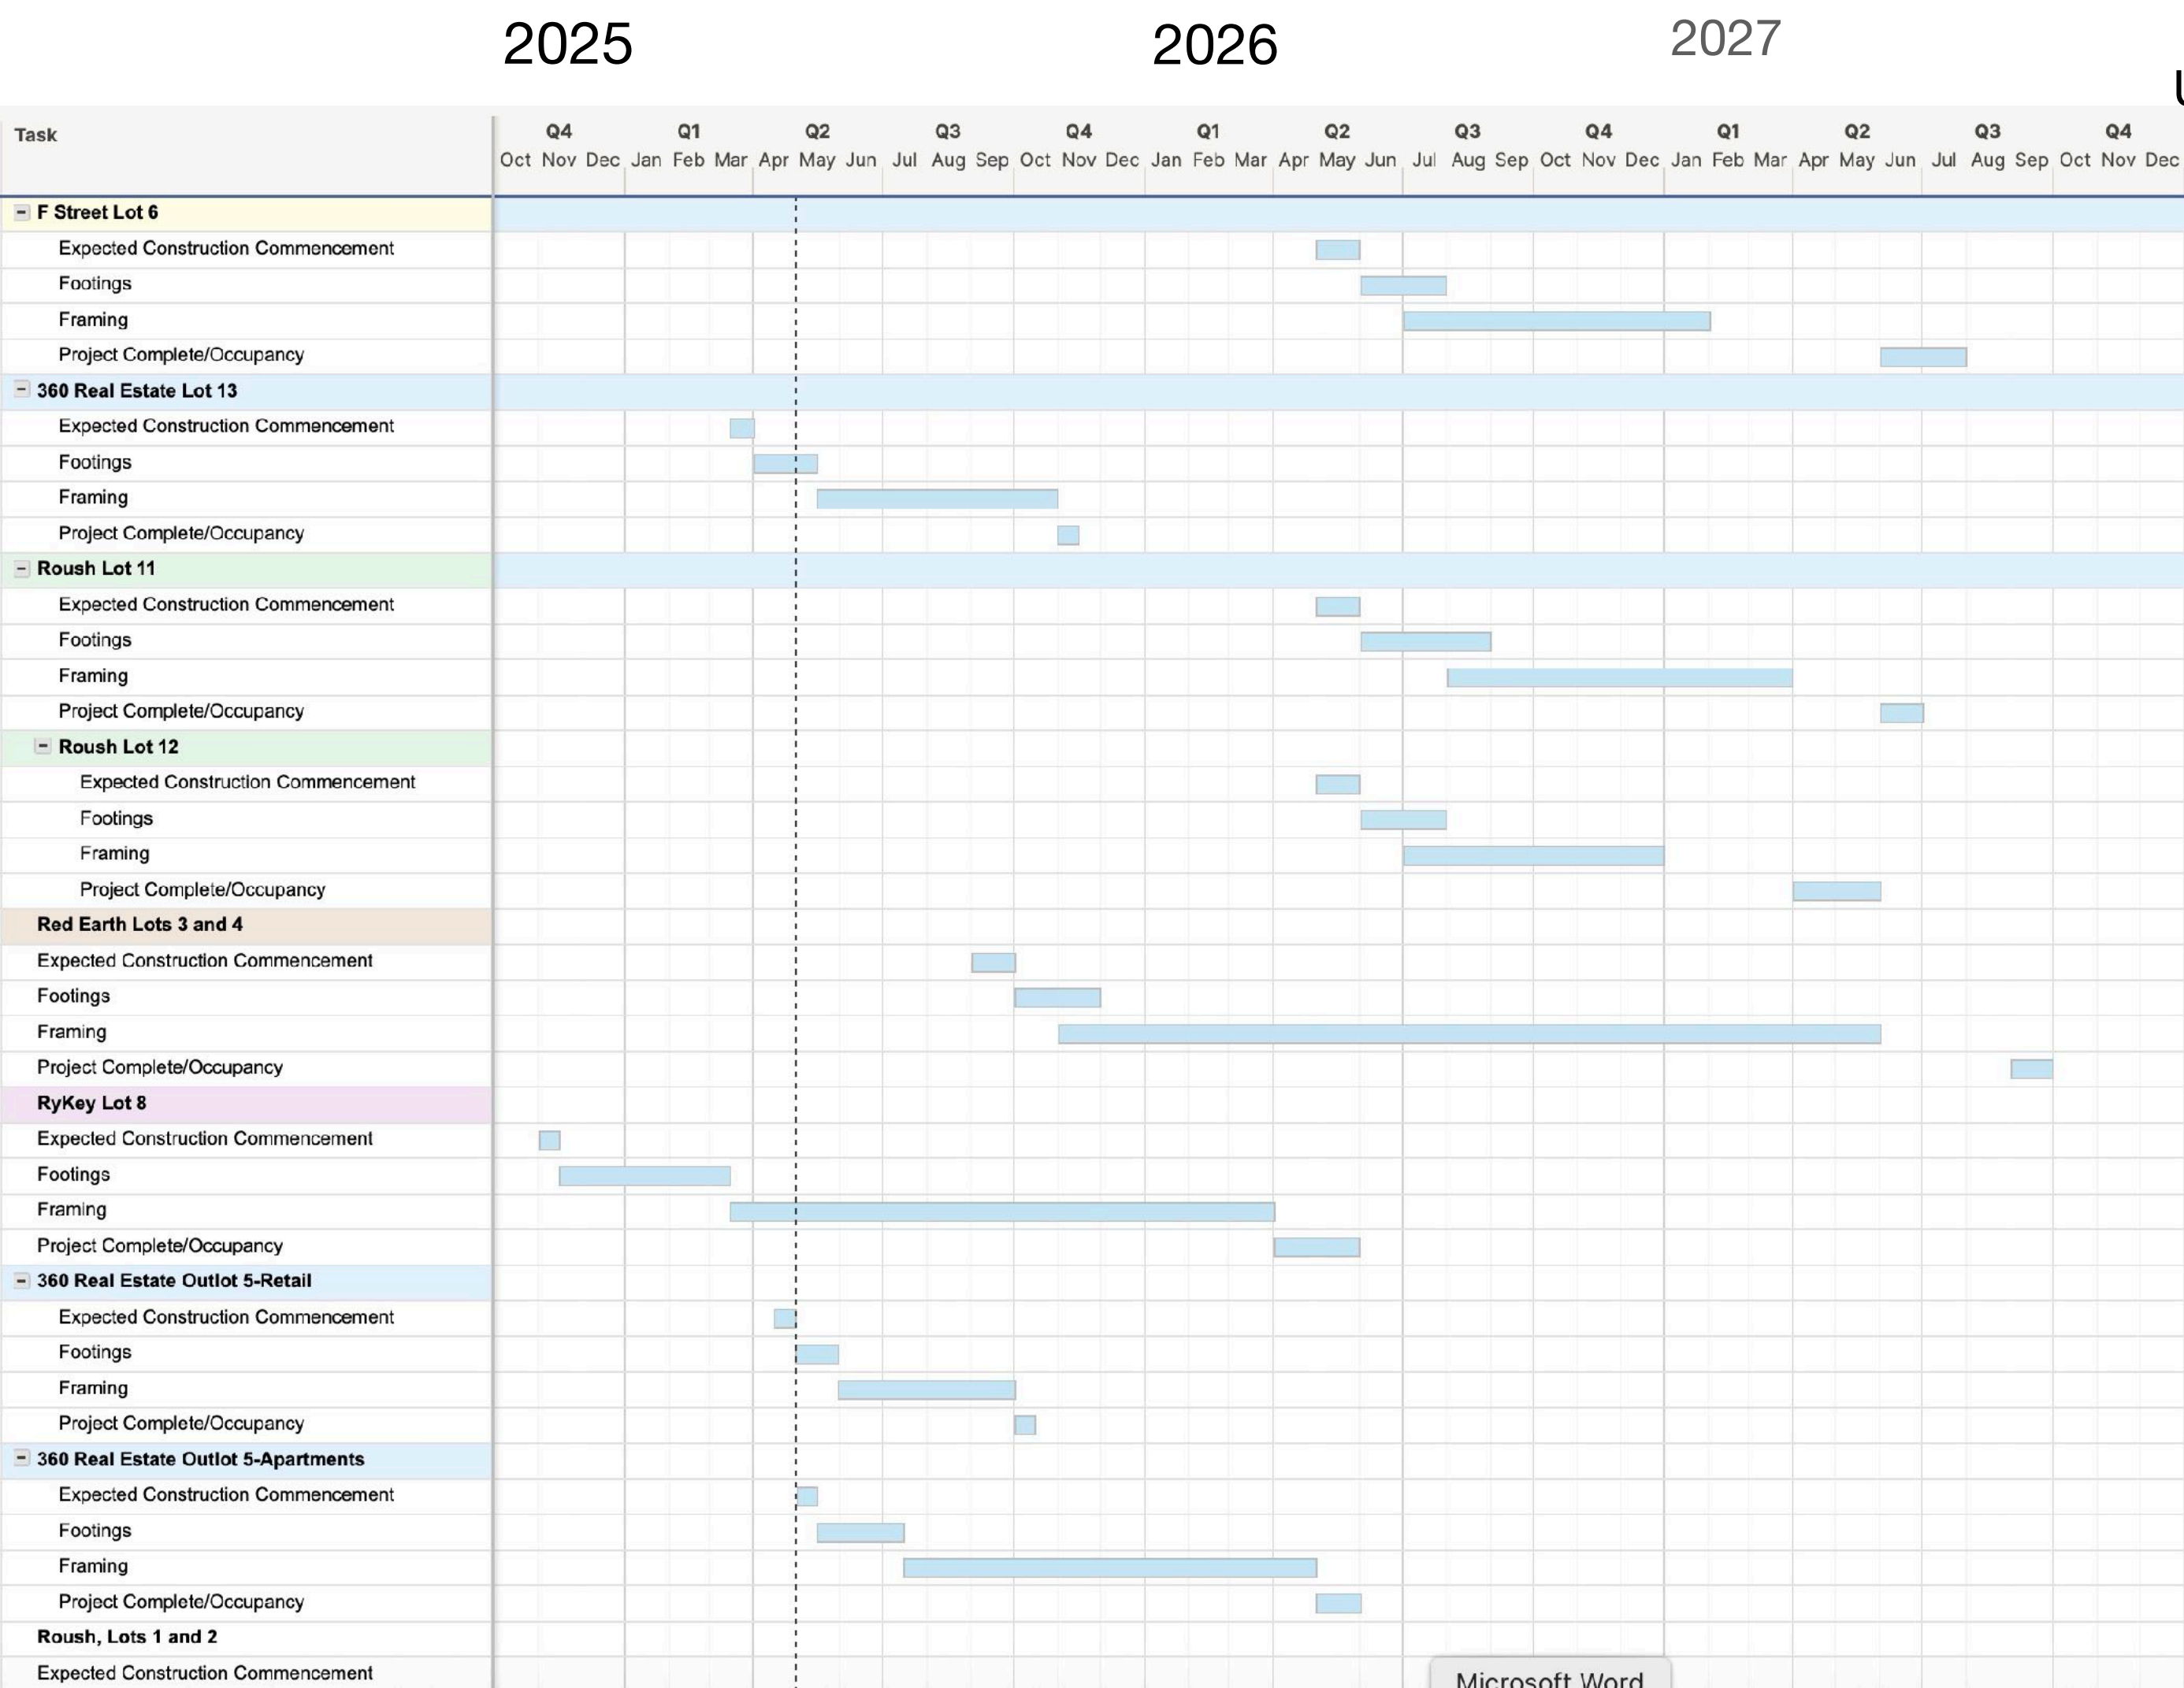 2025 2026 2027
Task
Q4 Q1 Q2 Q3 Q4 Q1 Q2 Q3 Q4 Q1 Q2 Q3 Q4
Oct Nov Dec Jan Feb Mar Apr May Jun Jul Aug Sep Oct Nov Dec Jan Feb Mar Apr May Jun Jul Aug Sep Oct Nov Dec Jan Feb Mar Apr May Jun Jul Aug Sep Oct Nov Dec
F Street Lot 6
Expected Construction Commencement
Footings
Framing
Project Complete/Occupancy
360 Real Estate Lot 13
Expected Construction Commencement
Footings
Framing
Project Complete/Occupancy
Roush Lot 11
Expected Construction Commencement
Footings
Framing
Project Complete/Occupancy
Roush Lot 12
Expected Construction Commencement
Footings
Framing
Project Complete/Occupancy
Red Earth Lots 3 and 4
Expected Construction Commencement
Footings
Framing
Project Complete/Occupancy
RyKey Lot 8
Expected Construction Commencement
Footings
Framing
Project Complete/Occupancy
360 Real Estate Outlot 5-Retail
Expected Construction Commencement
Footings
Framing
Project Complete/Occupancy
360 Real Estate Outlot 5-Apartments
Expected Construction Commencement
Footings
Framing
Project Complete/Occupancy
Roush, Lots 1 and 2
Expected Construction Commencement
Microsoft Word